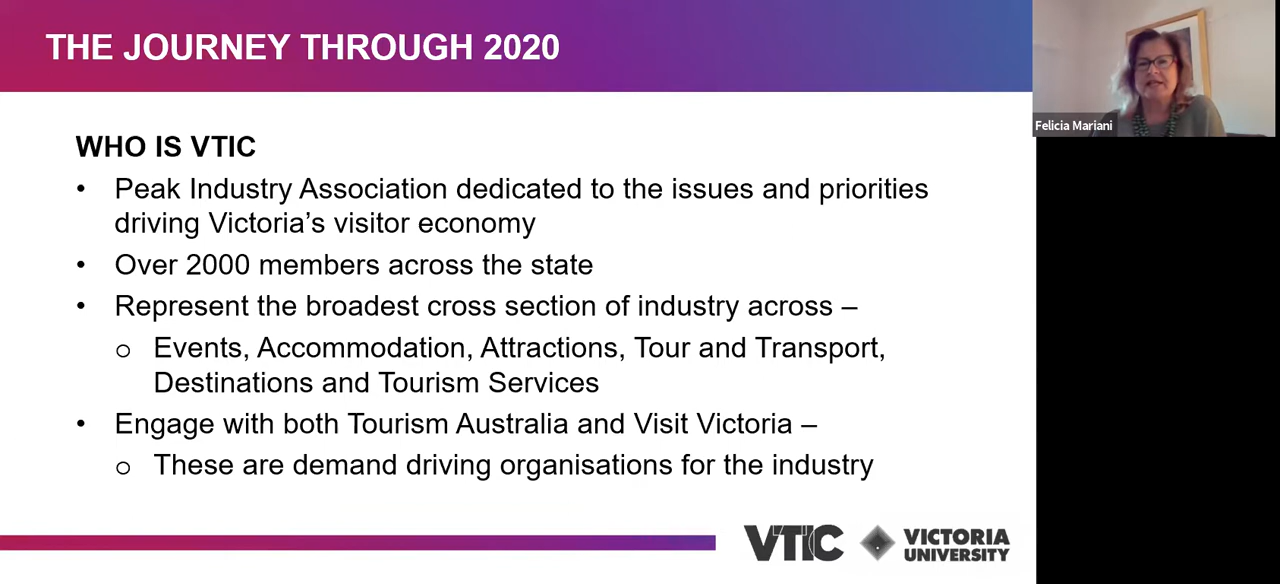 THE JOURNEY THROUGH 2020
Felicia Mariani
WHO IS VTIC
• Peak Industry Association dedicated to the issues and priorities
driving Victoria’s visitor economy
• Over 2000 members across the state
• Represent the broadest cross section of industry across –
o Events, Accommodation, Attractions, Tour and Transport,
Destinations and Tourism Services
• Engage with both Tourism Australia and Visit Victoria –
o These are demand driving organisations for the industry
VTIC
VICTORIA
UNIVERSITY